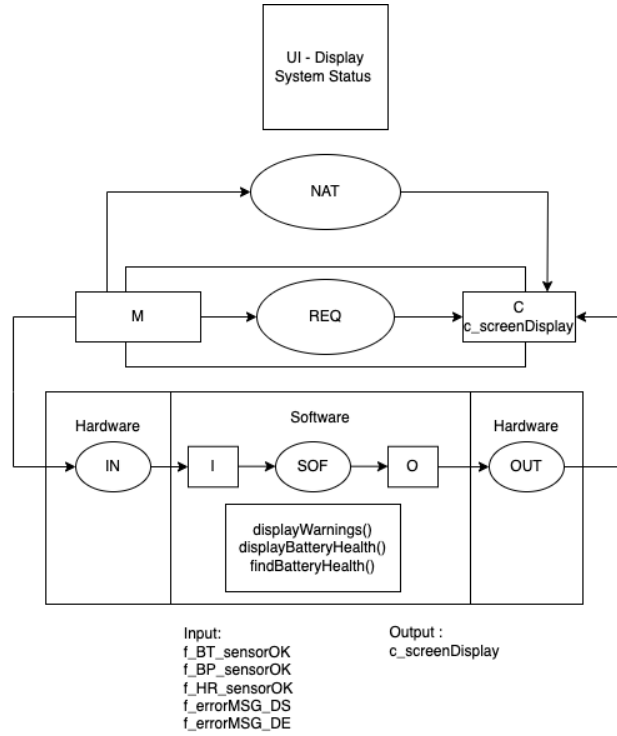 UI - Display
System Status
NAT
M
REQ
C
c_screenDisplay
Hardware
Software
Hardware
IN
I
SOF
O
OUT
displayWarnings()
displayBatteryHealth()
findBatteryHealth()
Input:
f_BT_sensorOK
f_BP_sensorOK
f_HR_sensorOK
f_errorMSG_DS
f_errorMSG_DE
Output :
c_screenDisplay